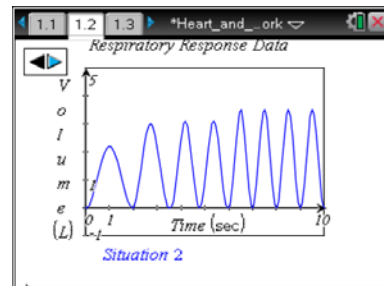 1.1 1.2 1.3 *Heart_and_…ork
Respiratory Response Data
Volume (L)
5
1
-1
0 1 Time (sec) 10
Situation 2